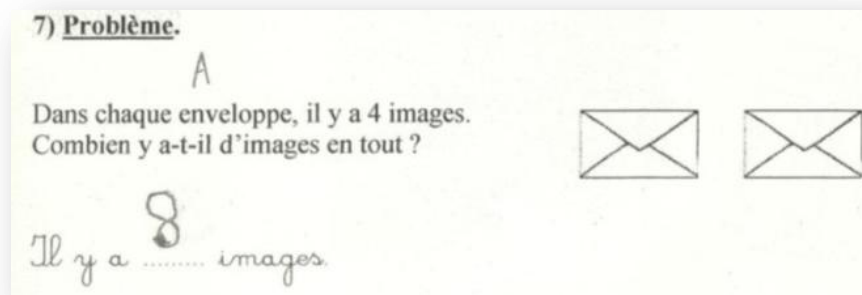 7) Problème.
A
Dans chaque enveloppe, il y a 4 images.
Combien y a-t-il d'images en tout ?
Il y a 8 images.